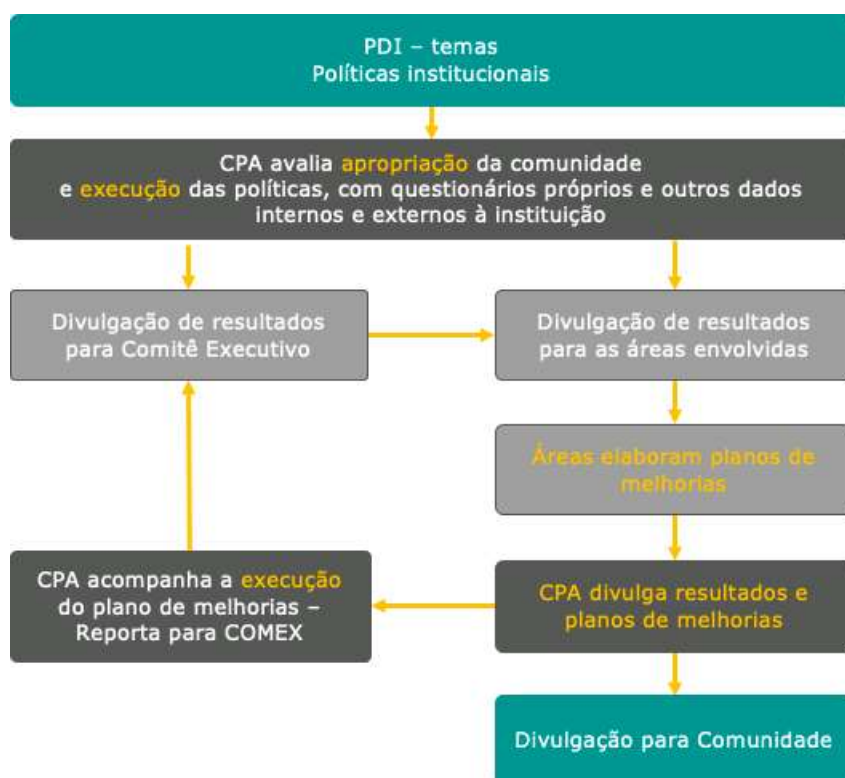 PDI – temas
Políticas institucionais
CPA avalia apropriação da comunidade
e execução das políticas, com questionários próprios e outros dados
internos e externos à instituição
Divulgação de resultados
para Comitê Executivo
Divulgação de resultados
para as áreas envolvidas
Áreas elaboram planos de
melhorias
CPA acompanha a execução
do plano de melhorias –
Reporta para COMEX
CPA divulga resultados e
planos de melhorias
Divulgação para Comunidade